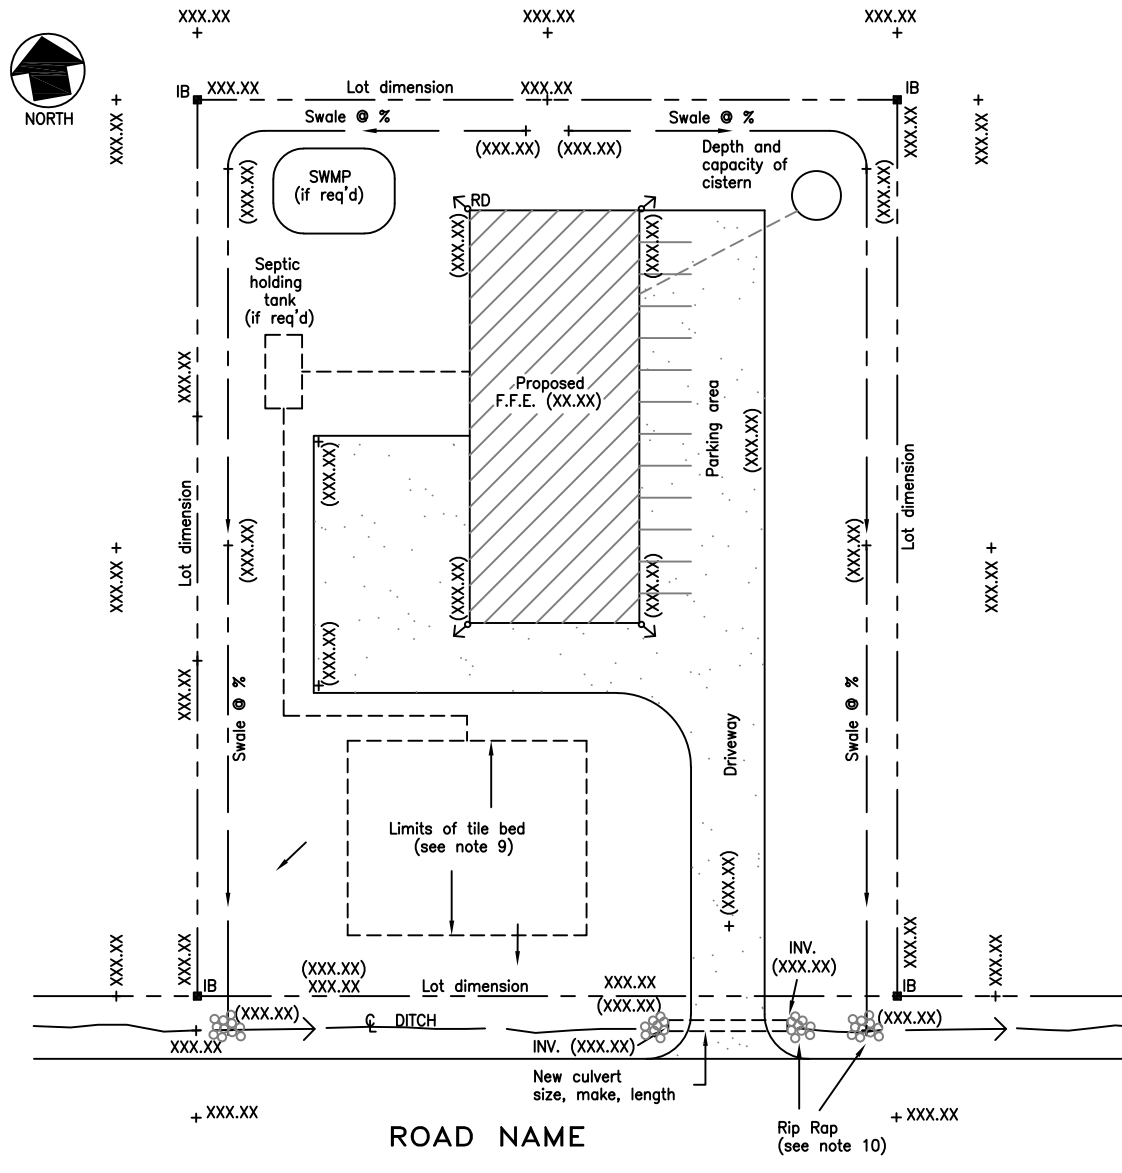 XXX.XX
XXX.XX
XXX.XX
NORTH
IB
XXX.XX
Lot dimension
XXX.XX
IB
XXX.XX
XXX.XX
XXX.XX
Swale @ %
Swale @ %
(XXX.XX)
(XXX.XX)
Depth and
capacity of
cistern
(XXX.XX)
SWMP
(if req'd)
(XXX.XX)
RD
(XXX.XX)
(XXX.XX)
Septic
holding
tank
(if req'd)
XXX.XX
Proposed
F.F.E. (XX.XX)
Parking area
(XXX.XX)
(XXX.XX)
Lot dimension
Lot dimension
XXX.XX
(XXX.XX)
(XXX.XX)
(XXX.XX)
(XXX.XX)
XXX.XX
XXX.XX
(XXX.XX)
Swale @ %
Driveway
Swale @ %
Limits of tile bed
(see note 9)
(XXX.XX)
XXX.XX
XXX.XX
INV.
(XXX.XX)
XXX.XX
XXX.XX
IB
(XXX.XX)
XXX.XX
Lot dimension
XXX.XX
(XXX.XX)
IB
(XXX.XX)
℄ DITCH
(XXX.XX)
XXX.XX
INV. (XXX.XX)
New culvert
size, make, length
XXX.XX
XXX.XX
ROAD NAME
Rip Rap
(see note 10)